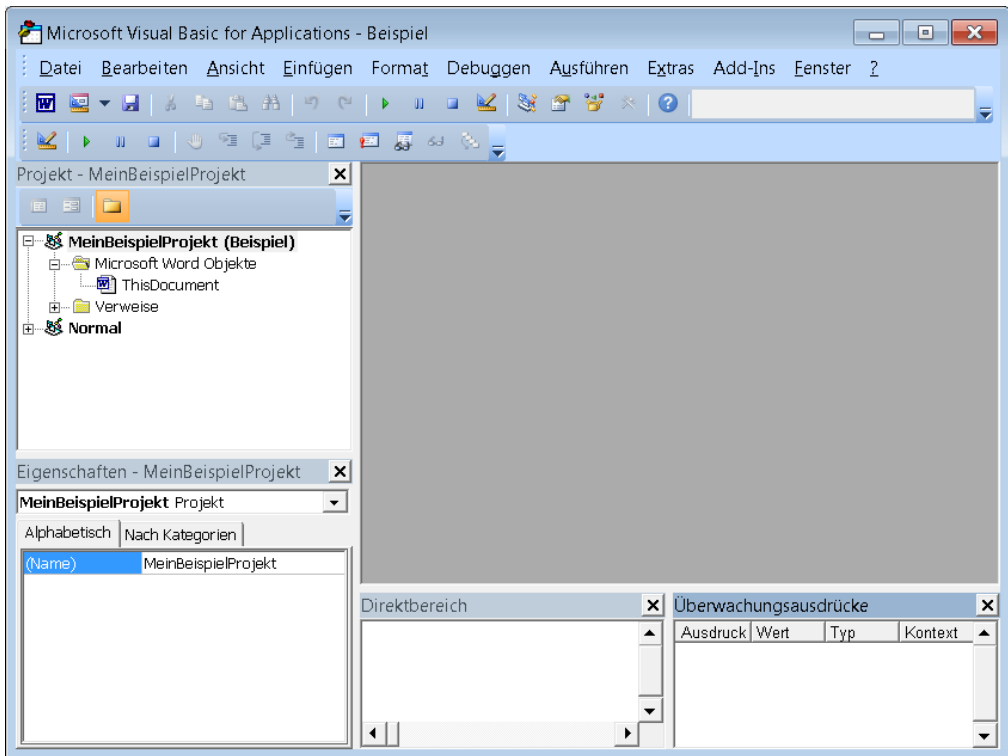 Microsoft Visual Basic for Applications - Beispiel
Datei Bearbeiten Ansicht Einfügen Format Debuggen Ausführen Extras Add-Ins Fenster ?
Projekt - MeinBeispielProjekt
MeinBeispielProjekt (Beispiel)
Microsoft Word Objekte
ThisDocument
Verweise
Normal
Eigenschaften - MeinBeispielProjekt
MeinBeispielProjekt Projekt
Alphabetisch Nach Kategorien
(Name) MeinBeispielProjekt
Direktbereich
Überwachungsausdrücke
Ausdruck Wert Typ Kontext